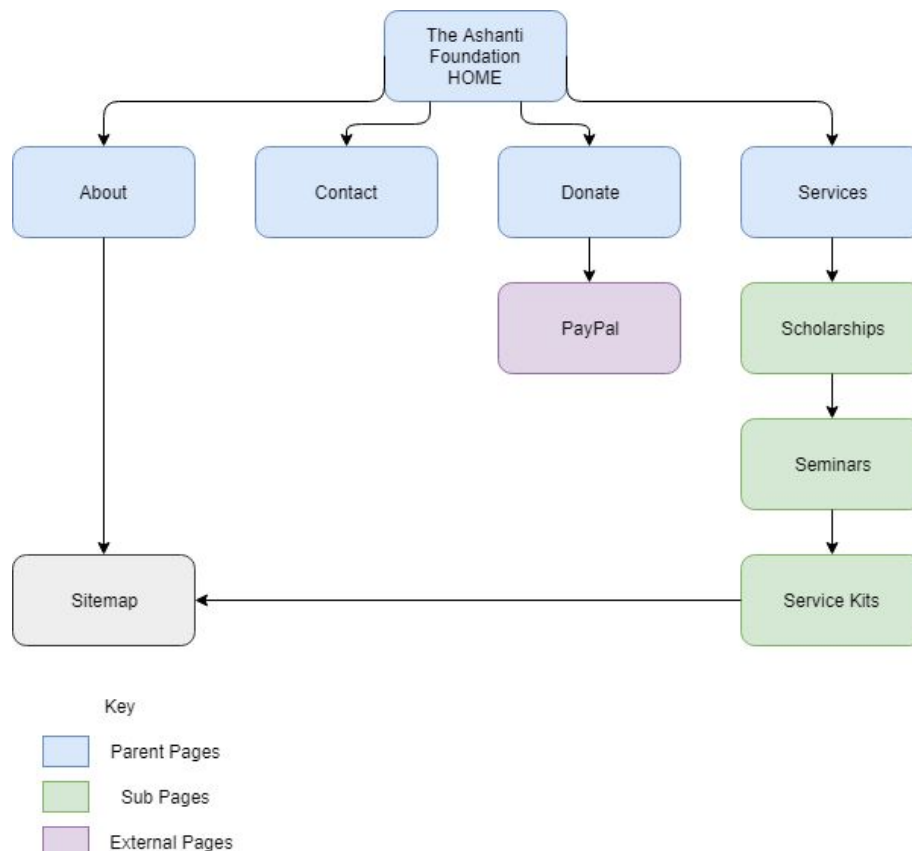 The Ashanti
Foundation
HOME
About
Contact
Donate
Services
PayPal
Scholarships
Seminars
Sitemap
Service Kits
Key
Parent Pages
Sub Pages
External Pages